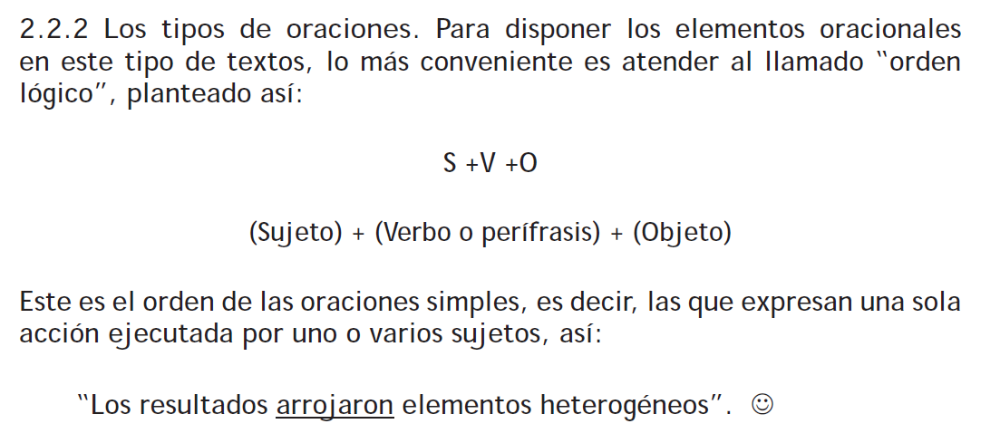 2.2.2 Los tipos de oraciones. Para disponer los elementos oracionales
en este tipo de textos, lo más conveniente es atender al llamado “orden
lógico”, planteado así:
S +V +O
(Sujeto) + (Verbo o perífrasis) + (Objeto)
Este es el orden de las oraciones simples, es decir, las que expresan una sola
acción ejecutada por uno o varios sujetos, así:
“Los resultados arrojaron elementos heterogéneos”. ☺